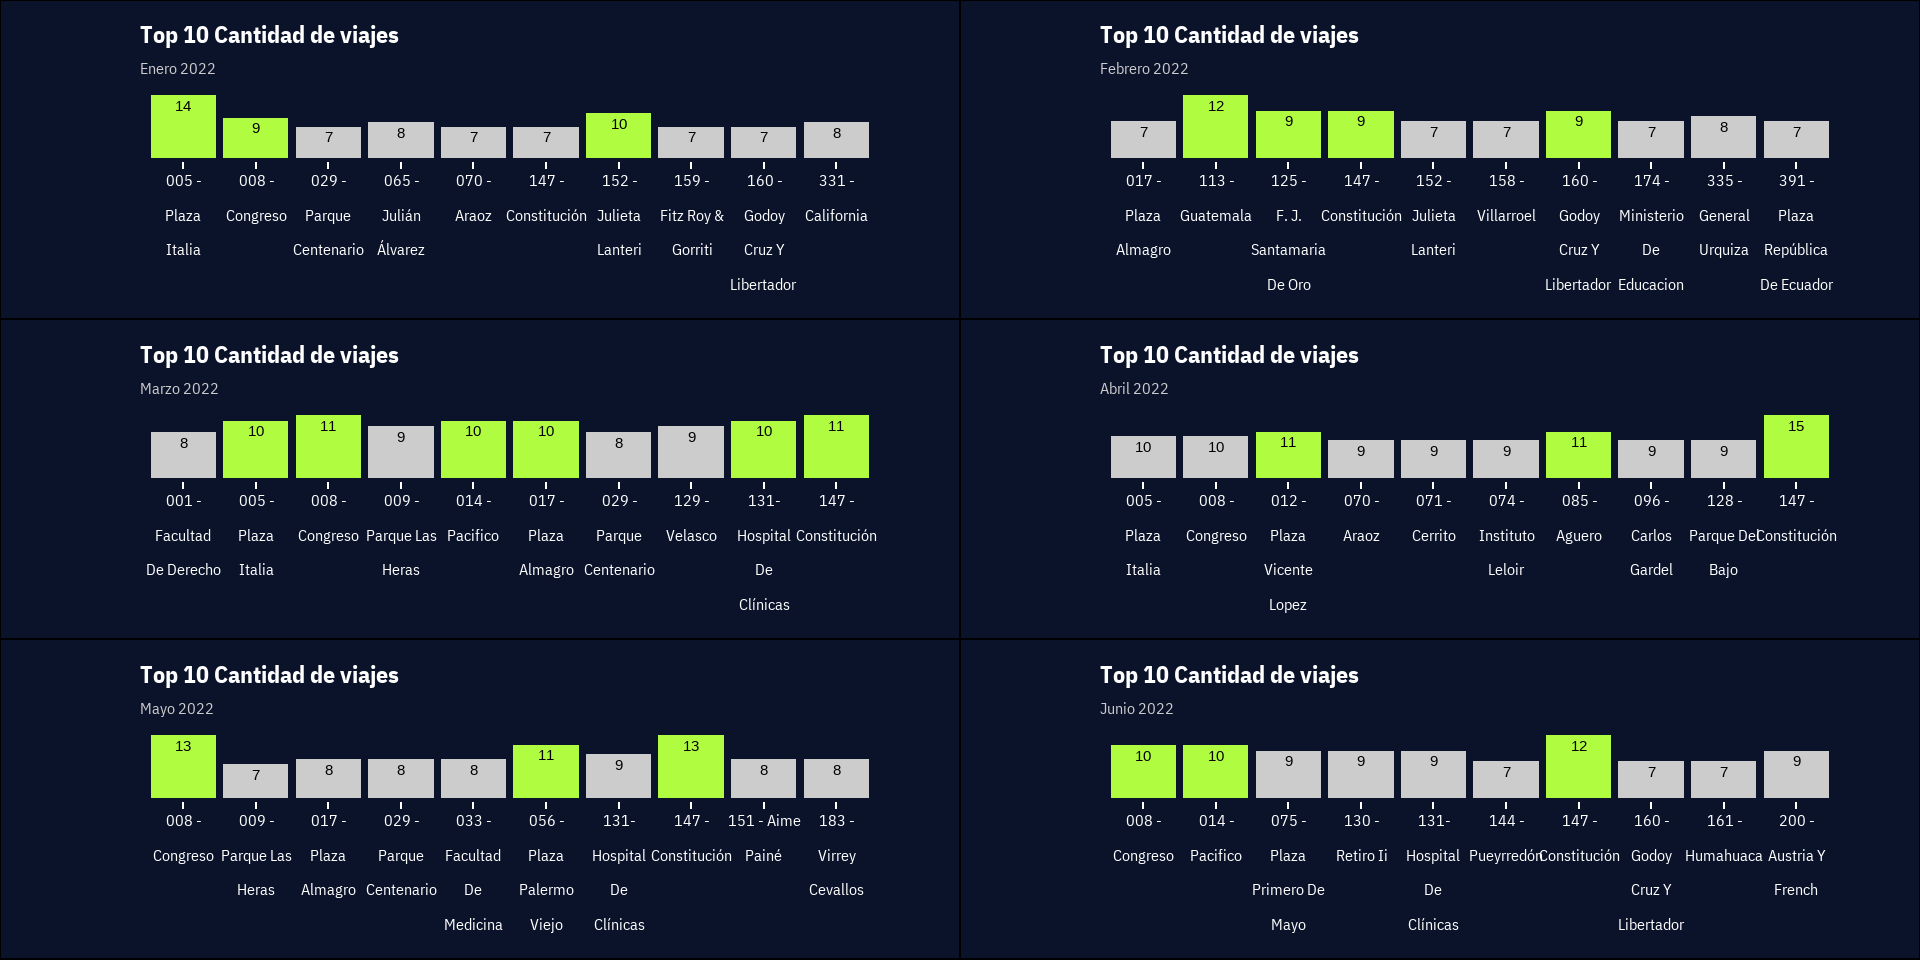 Top 10 Cantidad de viajes
Enero 2022
14 9 7 8 7 7 10 7 7 8
005 - 008 - 029 - 065 - 070 - 147 - 152 - 159 - 160 - 331 -
Plaza Congreso Parque Julián Araoz Constitución Julieta Fitz Roy & Godoy California
Italia Centenario Álvarez Lanteri Gorriti Cruz Y
Libertador
Top 10 Cantidad de viajes
Febrero 2022
7 12 9 9 7 7 9 7 8 7
017 - 113 - 125 - 147 - 152 - 158 - 160 - 174 - 335 - 391 -
Plaza Guatemala F. J. Constitución Julieta Villarroel Godoy Ministerio General Plaza
Almagro Santamaria Lanteri Cruz Y De Urquiza República
De Oro Libertador Educacion De Ecuador
Top 10 Cantidad de viajes
Marzo 2022
8 10 11 9 10 10 8 9 10 11
001 - 005 - 008 - 009 - 014 - 017 - 029 - 129 - 131- 147 -
Facultad Plaza Congreso Parque Las Pacifico Plaza Parque Velasco Hospital Constitución
De Derecho Italia Heras Almagro Centenario De
Clínicas
Top 10 Cantidad de viajes
Abril 2022
10 10 11 9 9 9 11 9 9 15
005 - 008 - 012 - 070 - 071 - 074 - 085 - 096 - 128 - 147 -
Plaza Congreso Plaza Araoz Cerrito Instituto Aguero Carlos Parque Del Constitución
Italia Vicente Leloir Gardel Bajo
Lopez
Top 10 Cantidad de viajes
Mayo 2022
13 7 8 8 8 11 9 13 8 8
008 - 009 - 017 - 029 - 033 - 056 - 131- 147 - 151 - Aime 183 -
Congreso Parque Las Plaza Parque Facultad Plaza Hospital Constitución Painé Virrey
Heras Almagro Centenario De Palermo De Cevallos
Medicina Viejo Clínicas
Top 10 Cantidad de viajes
Junio 2022
10 10 9 9 9 7 12 7 7 9
008 - 014 - 075 - 130 - 131- 144 - 147 - 160 - 161 - 200 -
Congreso Pacifico Plaza Retiro Ii Hospital Pueyrredón Constitución Godoy Humahuaca Austria Y
Primero De De Cruz Y French
Mayo Clínicas Libertador